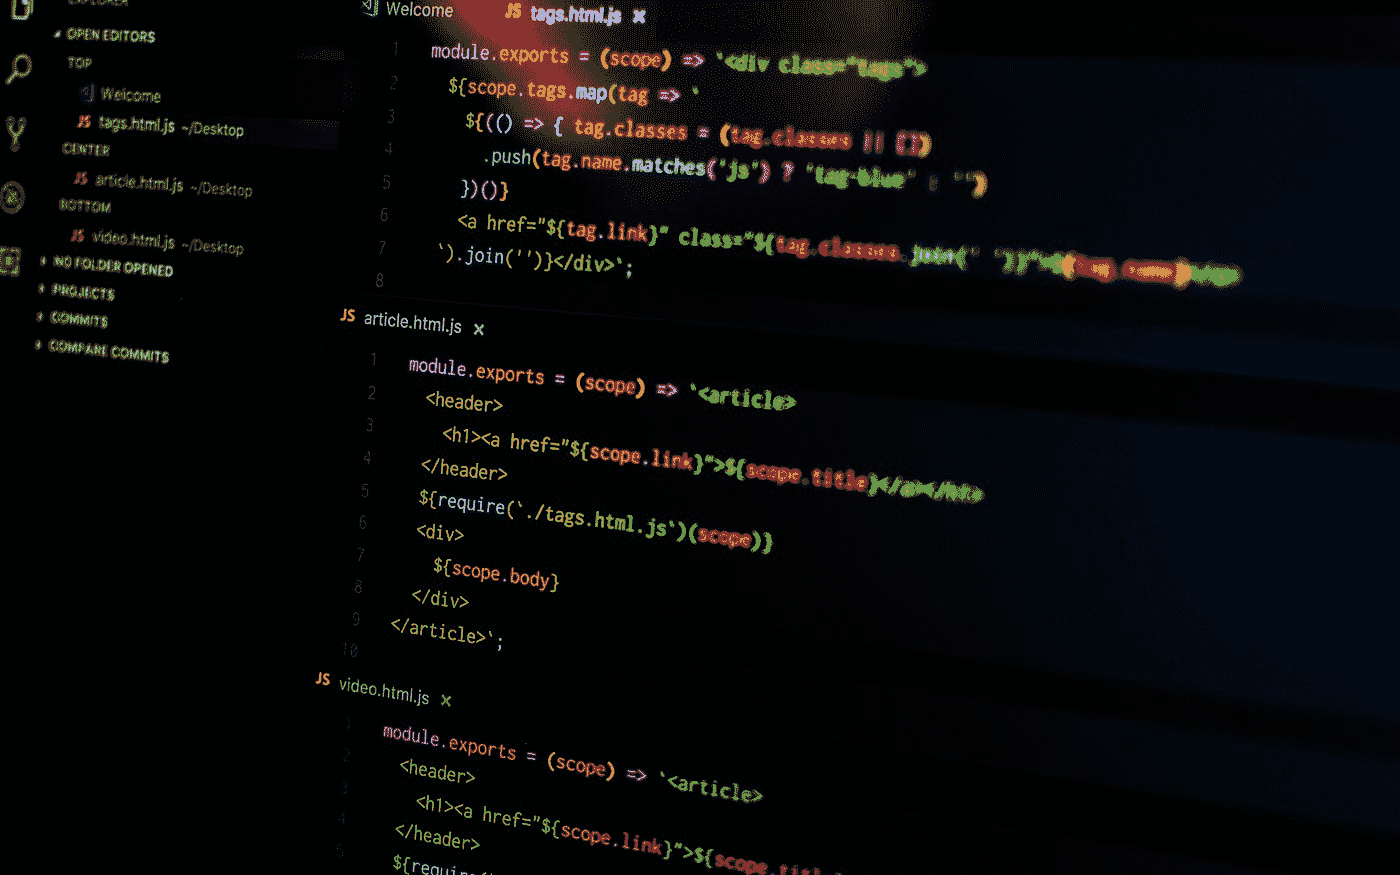 EXPLORER
OPEN EDITORS
TOP
Welcome
JS tags.html.js ~/Desktop
CENTER
JS article.html.js ~/Desktop
BOTTOM
JS video.html.js ~/Desktop
NO FOLDER OPENED
PROJECTS
COMMITS
COMPARE COMMITS
Welcome JS tags.html.js ×
1 module.exports = (scope) => `<div class="tags">
2 ${scope.tags.map(tag => `
3 ${(() => { tag.classes = (tag.classes || [])
4 .push(tag.name.matches('js') ? 'tag-blue' : '')
5 })()}
6 <a href="${tag.link}" class="${tag.classes.join(' ')}">${tag.name}</a>
7 `).join('')}</div>`;
8
JS article.html.js ×
1 module.exports = (scope) => `<article>
2 <header>
3 <h1><a href="${scope.link}">${scope.title}</a></h1>
4 </header>
5 ${require(`./tags.html.js`)(scope)}
6 <div>
7 ${scope.body}
8 </div>
9 </article>`;
10
JS video.html.js ×
1 module.exports = (scope) => `<article>
2 <header>
3 <h1><a href="${scope.link}">${
4 </header>
5